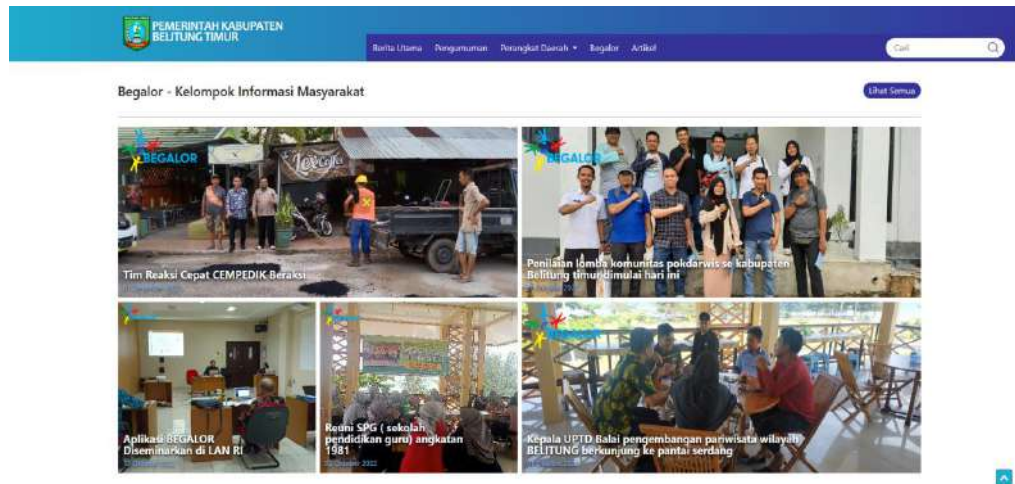 PEMERINTAH KABUPATEN
BELITUNG TIMUR
Berita Utama Pengumuman Perangkat Daerah Begalor Artikel
Cari
Begalor - Kelompok Informasi Masyarakat
Lihat Semua
BEGALOR
Tim Reaksi Cepat CEMPEDIK Beraksi
BEGALOR
Penilaian lomba komunitas pokdarwis se kabupaten
Belitung timur dimulai hari ini
Aplikasi BEGALOR
Diseminarkan di LAN RI
Reuni SPG ( sekolah
pendidikan guru) angkatan
1981
BEGALOR
Kepala UPTD Balai pengembangan pariwisata wilayah
BELITUNG berkunjung ke pantai serdang